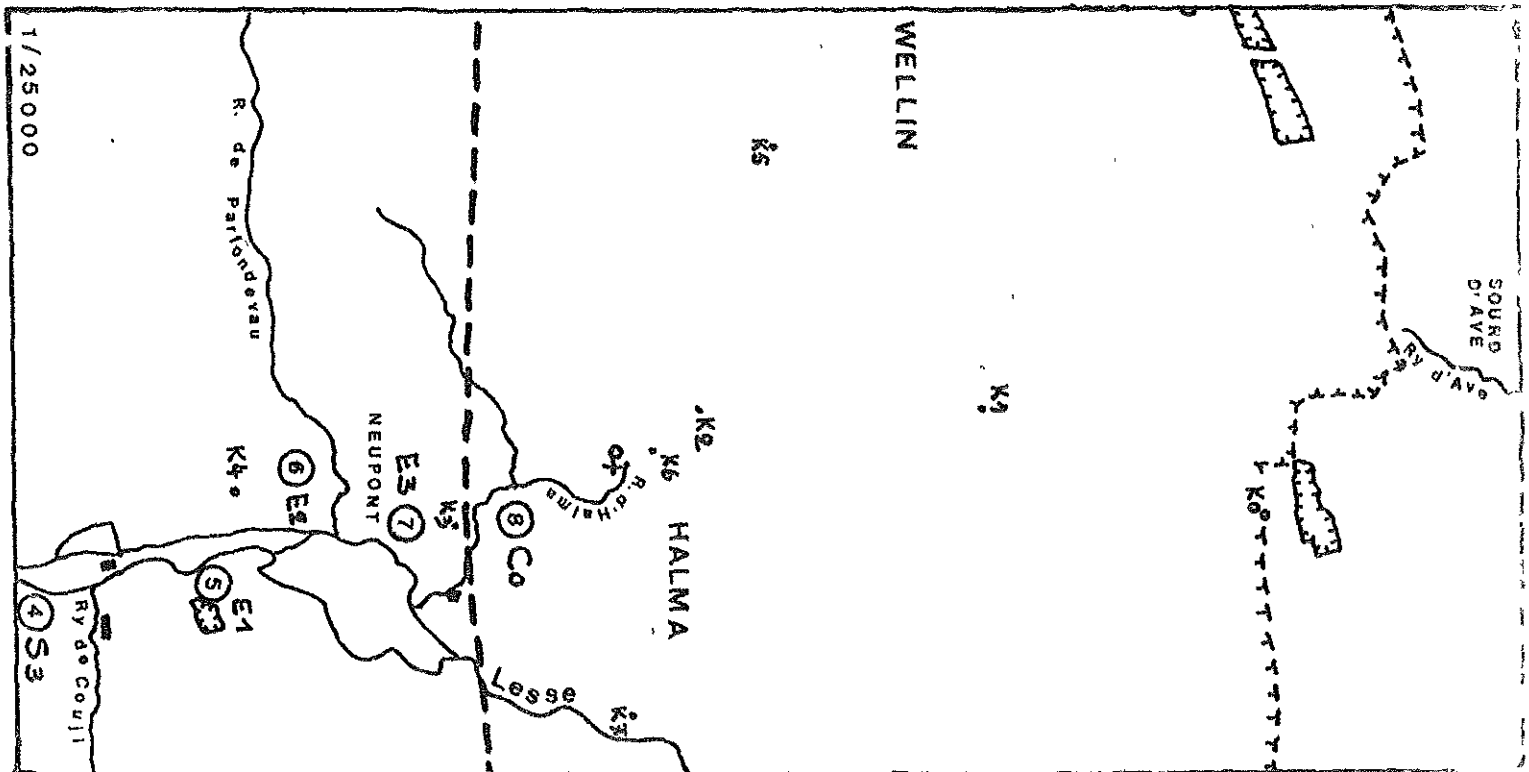 SOURD
D'AVE
Ry d'Ave
K0
WELLIN
K5
K1
K2
K6
R. d'Halma
HALMA
8 Co
K3
K7
Lesse
E3 7
NEUPONT
R. de Parfondevau
6 E2
K4
5 E1
Ry de Couji
4 S3
1/25000